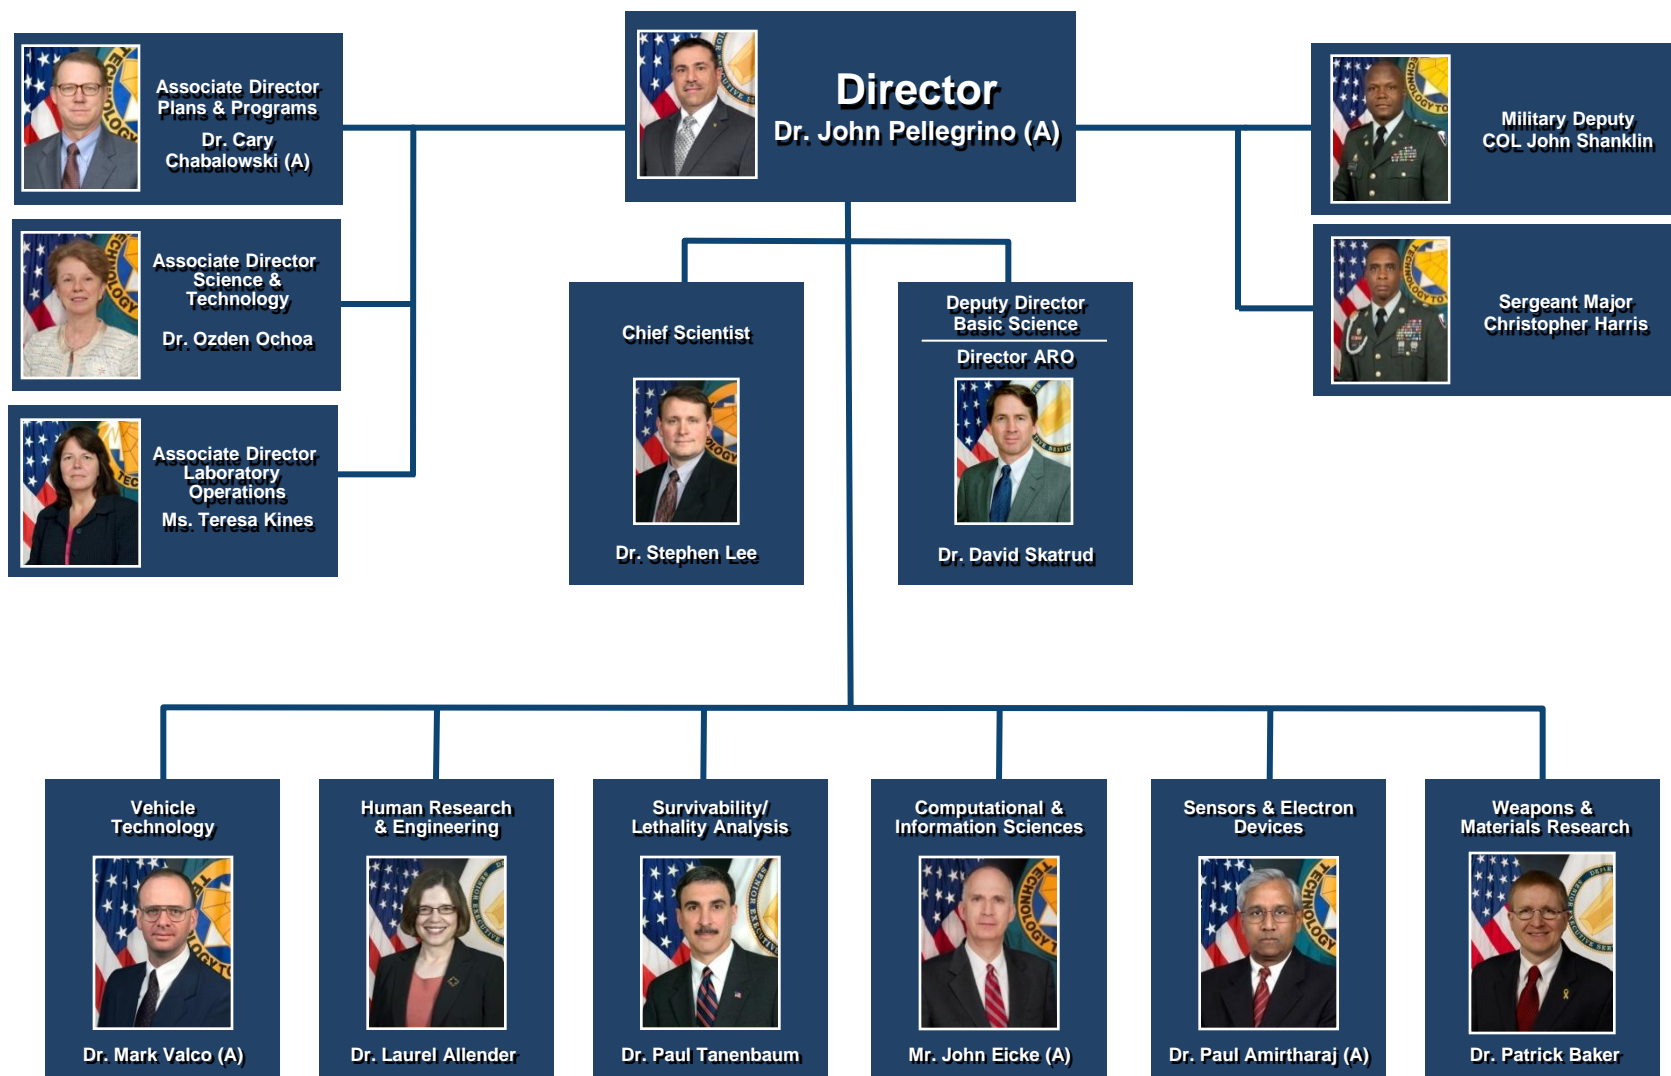 Associate Director
Plans & Programs
Dr. Cary
Chabalowski (A)
Director
Dr. John Pellegrino (A)
Military Deputy
COL John Shanklin
Associate Director
Science &
Technology
Dr. Ozden Ochoa
Sergeant Major
Christopher Harris
Chief Scientist
Dr. Stephen Lee
Deputy Director
Basic Science
Director ARO
Dr. David Skatrud
Associate Director
Laboratory
Operations
Ms. Teresa Kines
Vehicle
Technology
Dr. Mark Valco (A)
Human Research
& Engineering
Dr. Laurel Allender
Survivability/
Lethality Analysis
Dr. Paul Tanenbaum
Computational &
Information Sciences
Mr. John Eicke (A)
Sensors & Electron
Devices
Dr. Paul Amirtharaj (A)
Weapons &
Materials Research
Dr. Patrick Baker